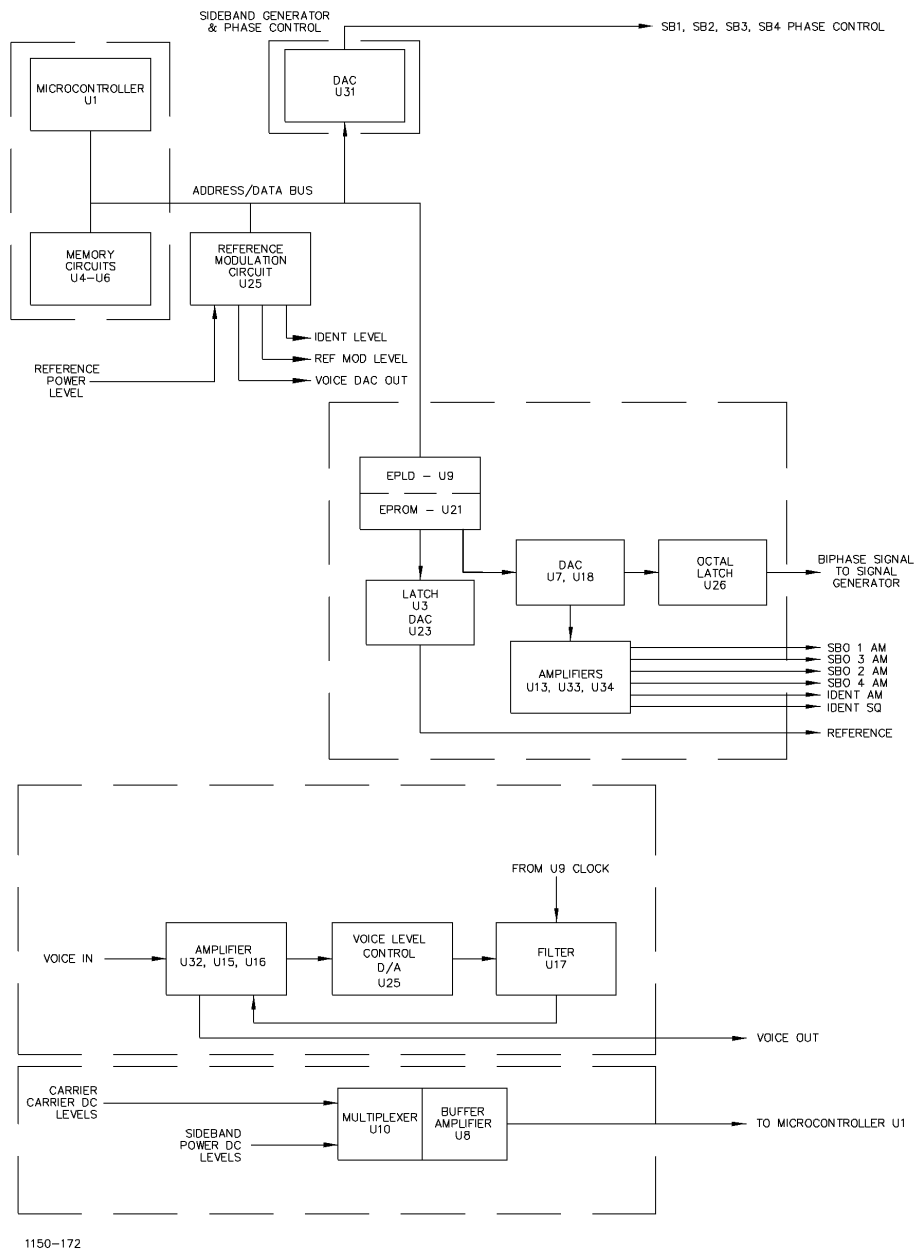 SIDEBAND GENERATOR
& PHASE CONTROL
SB1, SB2, SB3, SB4 PHASE CONTROL
DAC
U31
MICROCONTROLLER
U1
ADDRESS/DATA BUS
MEMORY
CIRCUITS
U4-U6
REFERENCE
MODULATION
CIRCUIT
U25
IDENT LEVEL
REF MOD LEVEL
VOICE DAC OUT
REFERENCE
POWER
LEVEL
EPLD - U9
EPROM - U21
DAC
U7, U18
OCTAL
LATCH
U26
BIPHASE SIGNAL
TO SIGNAL
GENERATOR
LATCH
U3
DAC
U23
AMPLIFIERS
U13, U33, U34
SBO 1 AM
SBO 3 AM
SBO 2 AM
SBO 4 AM
IDENT AM
IDENT SQ
REFERENCE
FROM U9 CLOCK
VOICE IN
AMPLIFIER
U32, U15, U16
VOICE LEVEL
CONTROL
D/A
U25
FILTER
U17
VOICE OUT
CARRIER
CARRIER DC
LEVELS
SIDEBAND
POWER DC
LEVELS
MULTIPLEXER
U10
BUFFER
AMPLIFIER
U8
TO MICROCONTROLLER U1
1150-172